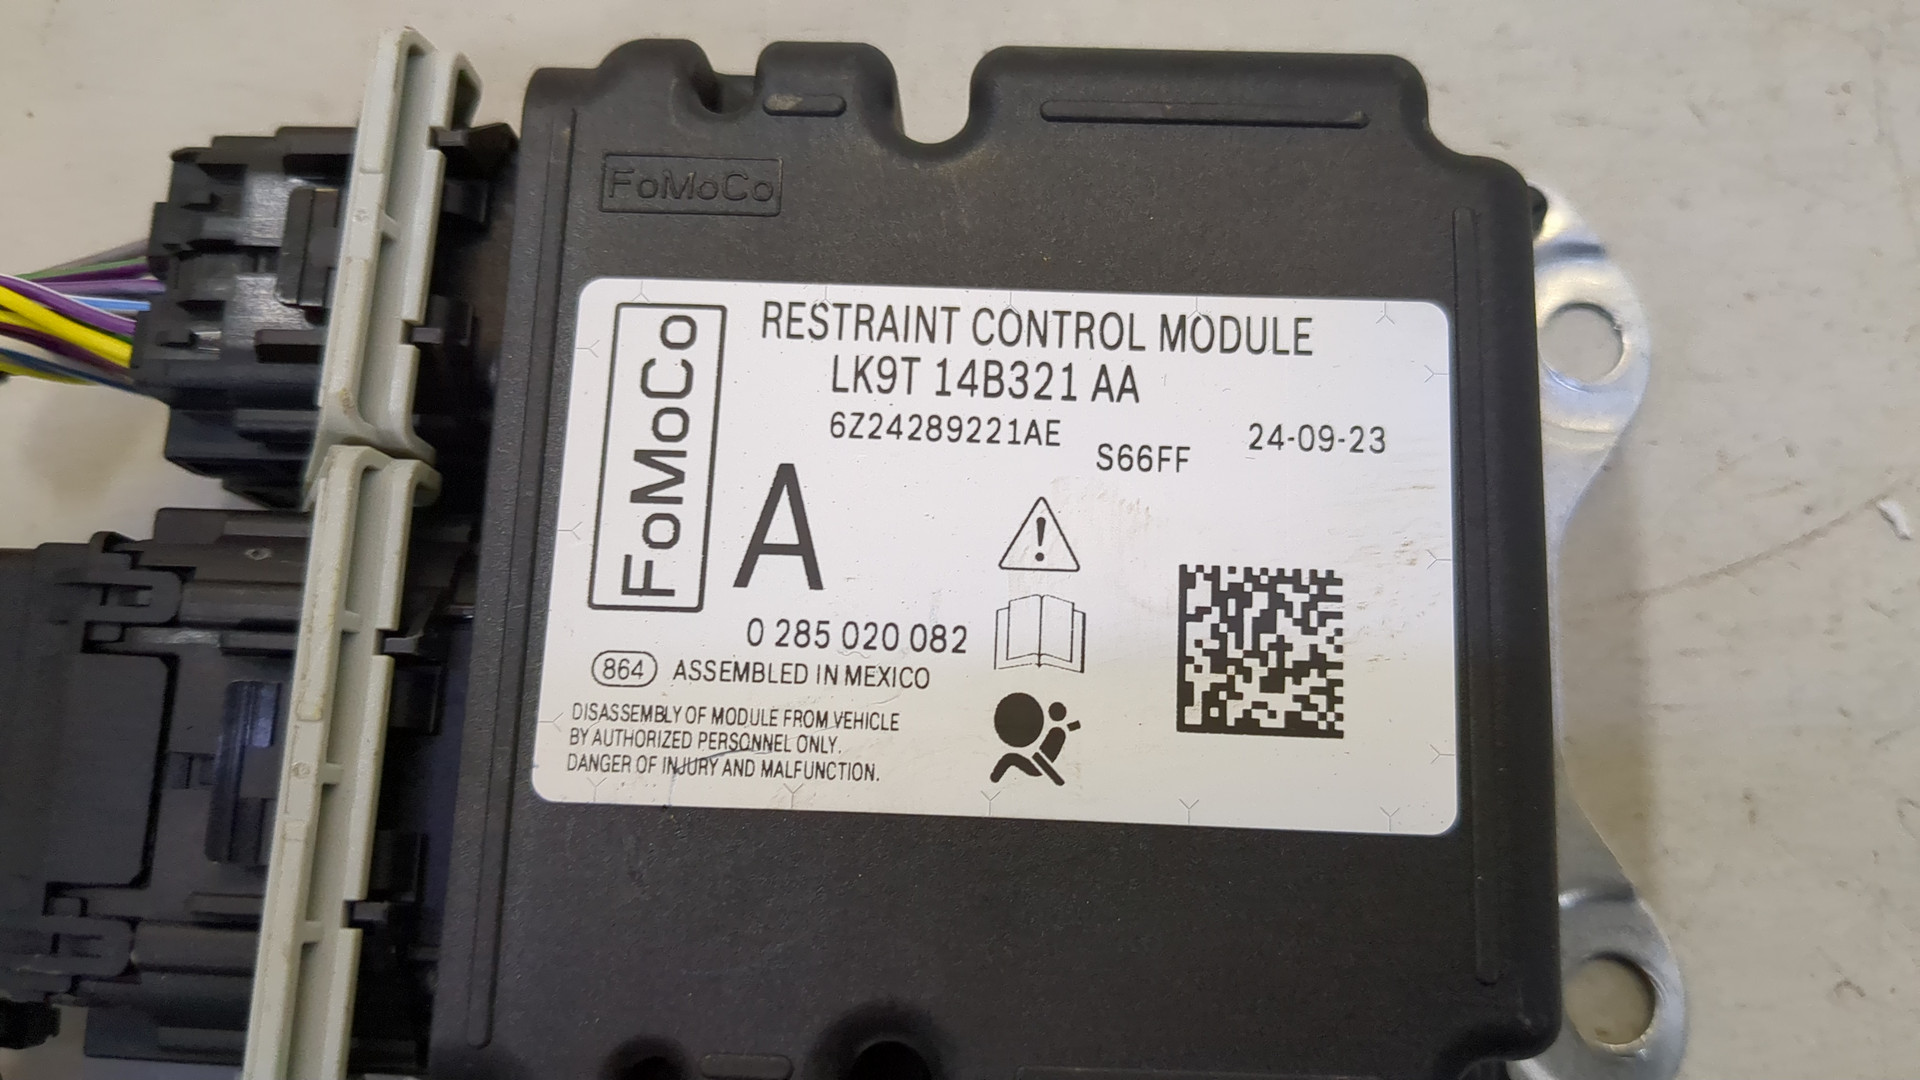 FoMoCo
FoMoCo
RESTRAINT CONTROL MODULE
LK9T 14B321 AA
6Z24289221AE
S66FF
24-09-23
A
0 285 020 082
864 ASSEMBLED IN MEXICO
DISASSEMBLY OF MODULE FROM VEHICLE
BY AUTHORIZED PERSONNEL ONLY.
DANGER OF INJURY AND MALFUNCTION.